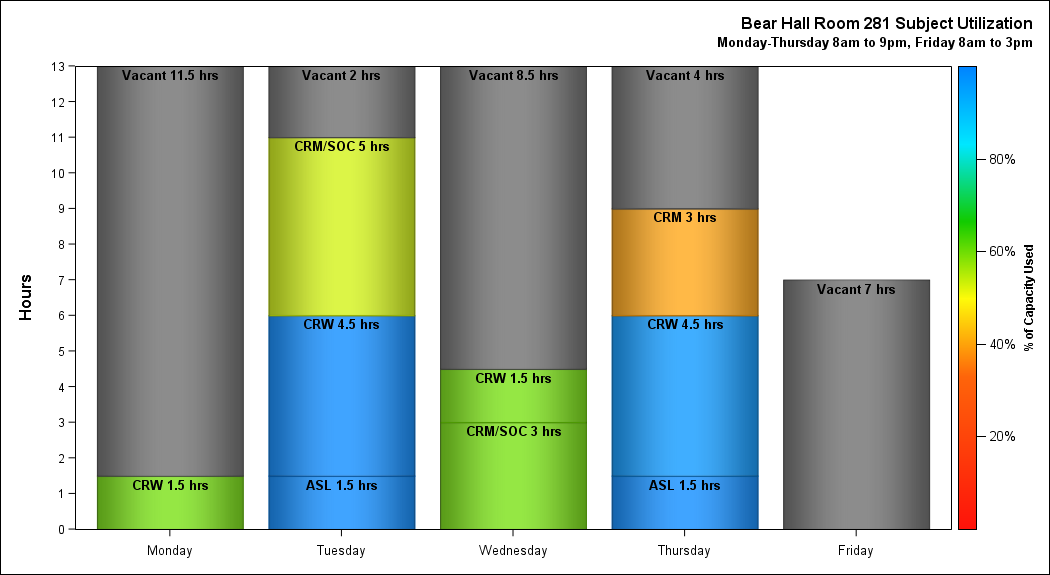 Bear Hall Room 281 Subject Utilization
Monday-Thursday 8am to 9pm, Friday 8am to 3pm
Hours
13
12
11
10
9
8
7
6
5
4
3
2
1
0
Vacant 11.5 hrs
CRW 1.5 hrs
Vacant 2 hrs
CRM/SOC 5 hrs
CRW 4.5 hrs
ASL 1.5 hrs
Vacant 8.5 hrs
CRW 1.5 hrs
CRM/SOC 3 hrs
Vacant 4 hrs
CRM 3 hrs
CRW 4.5 hrs
ASL 1.5 hrs
Vacant 7 hrs
Monday
Tuesday
Wednesday
Thursday
Friday
80%
60%
40%
20%
% of Capacity Used